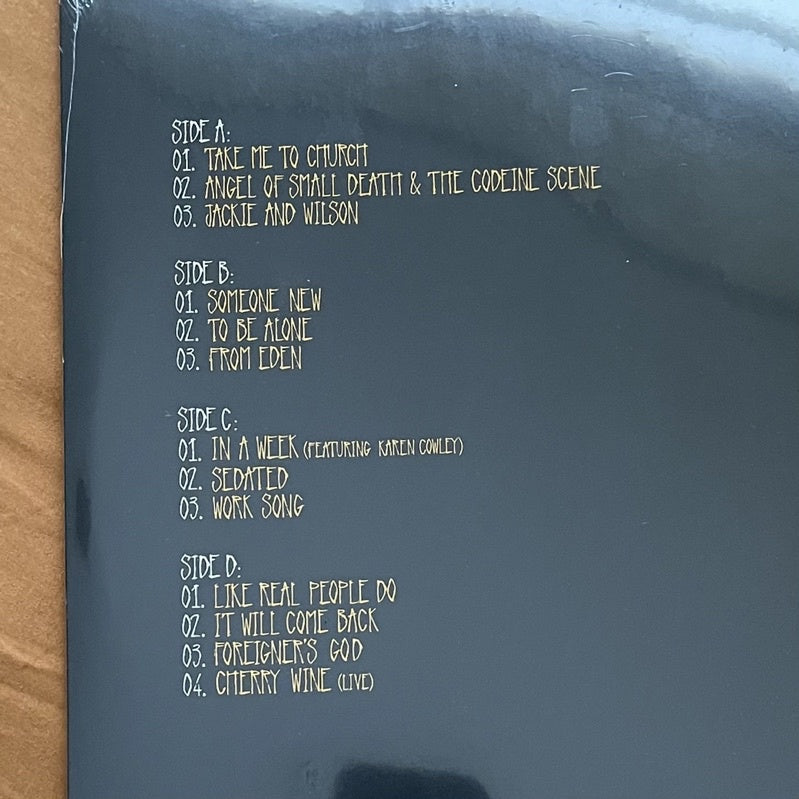 SIDE A:
01. TAKE ME TO CHURCH
02. ANGEL OF SMALL DEATH & THE CODEINE SCENE
03. JACKIE AND WILSON
SIDE B:
01. SOMEONE NEW
02. TO BE ALONE
03. FROM EDEN
SIDE C:
01. IN A WEEK (FEATURING KAREN COWLEY)
02. SEDATED
03. WORK SONG
SIDE D:
01. LIKE REAL PEOPLE DO
02. IT WILL COME BACK
03. FOREIGNER'S GOD
04. CHERRY WINE (LIVE)